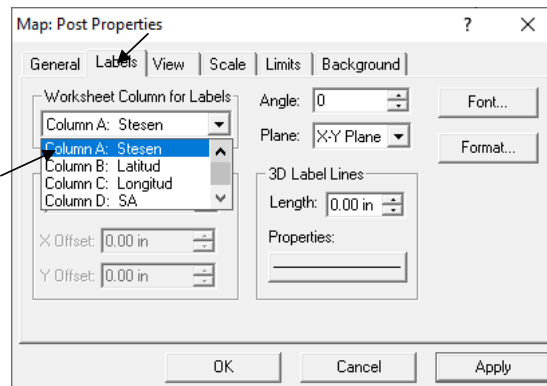 Map: Post Properties ? ×
General Labels View Scale Limits Background
Worksheet Column for Labels
Column A: Stesen
Column A: Stesen
Column B: Latitud
Column C: Longitud
Column D: SA
X Offset: 0.00 in
Y Offset: 0.00 in
Angle: 0
Plane: X-Y Plane
3D Label Lines
Length: 0.00 in
Properties:
Font...
Format...
OK Cancel Apply